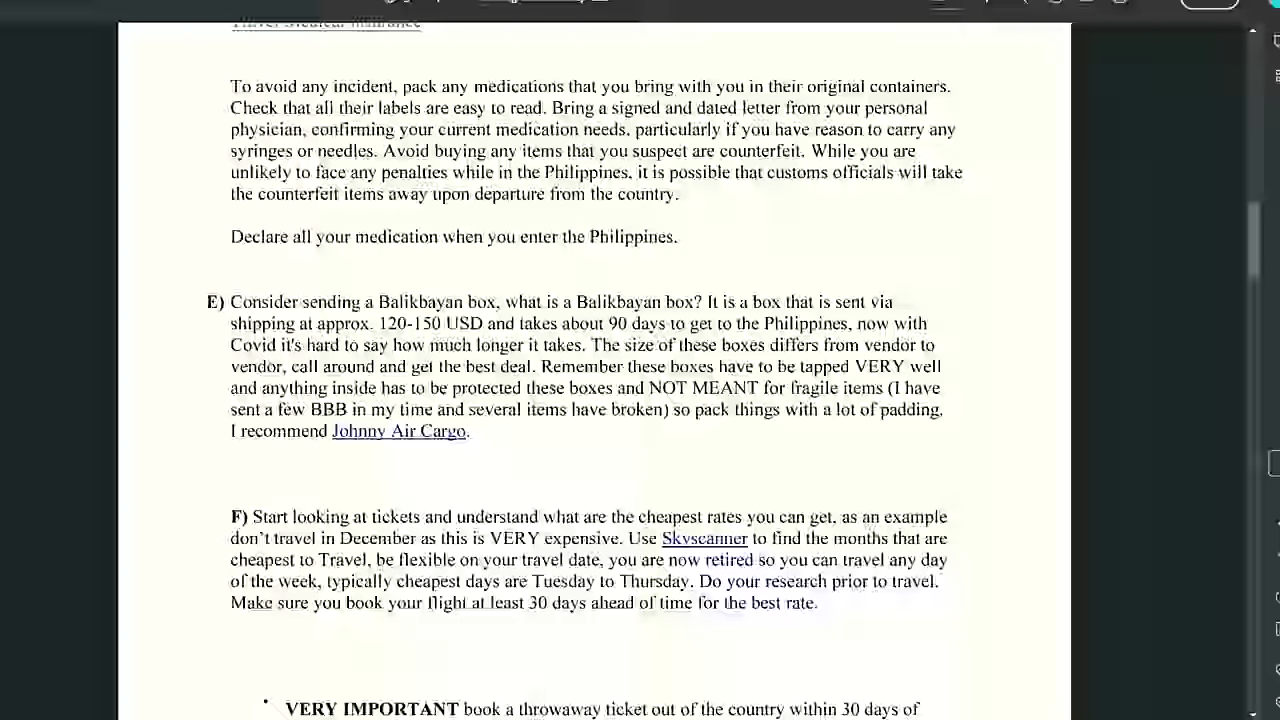 To avoid any incident, pack any medications that you bring with you in their original containers.
Check that all their labels are easy to read. Bring a signed and dated letter from your personal
physician, confirming your current medication needs, particularly if you have reason to carry any
syringes or needles. Avoid buying any items that you suspect are counterfeit. While you are
unlikely to face any penalties while in the Philippines, it is possible that customs officials will take
the counterfeit items away upon departure from the country.
Declare all your medication when you enter the Philippines.
E) Consider sending a Balikbayan box, what is a Balikbayan box? It is a box that is sent via
shipping at approx. 120-150 USD and takes about 90 days to get to the Philippines, now with
Covid it's hard to say how much longer it takes. The size of these boxes differs from vendor to
vendor, call around and get the best deal. Remember these boxes have to be tapped VERY well
and anything inside has to be protected these boxes and NOT MEANT for fragile items (I have
sent a few BBB in my time and several items have broken) so pack things with a lot of padding,
I recommend Johnny Air Cargo.
F) Start looking at tickets and understand what are the cheapest rates you can get, as an example
don't travel in December as this is VERY expensive. Use Skyscanner to find the months that are
cheapest to Travel, be flexible on your travel date, you are now retired so you can travel any day
of the week, typically cheapest days are Tuesday to Thursday. Do your research prior to travel.
Make sure you book your flight at least 30 days ahead of time for the best rate.
• VERY IMPORTANT book a throwaway ticket out of the country within 30 days of